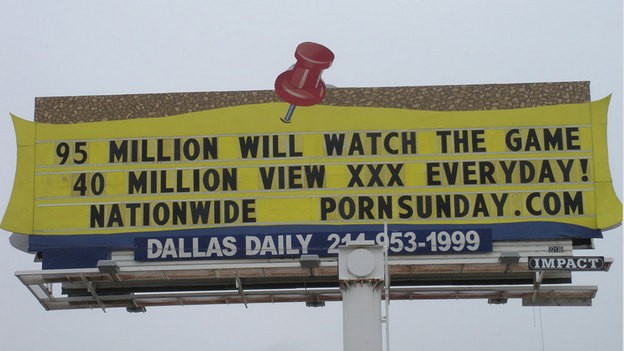 95 MILLION WILL WATCH THE GAME
40 MILLION VIEW XXX EVERYDAY!
NATIONWIDE PORNSUNDAY.COM
DALLAS DAILY 214-953-1999
IMPACT